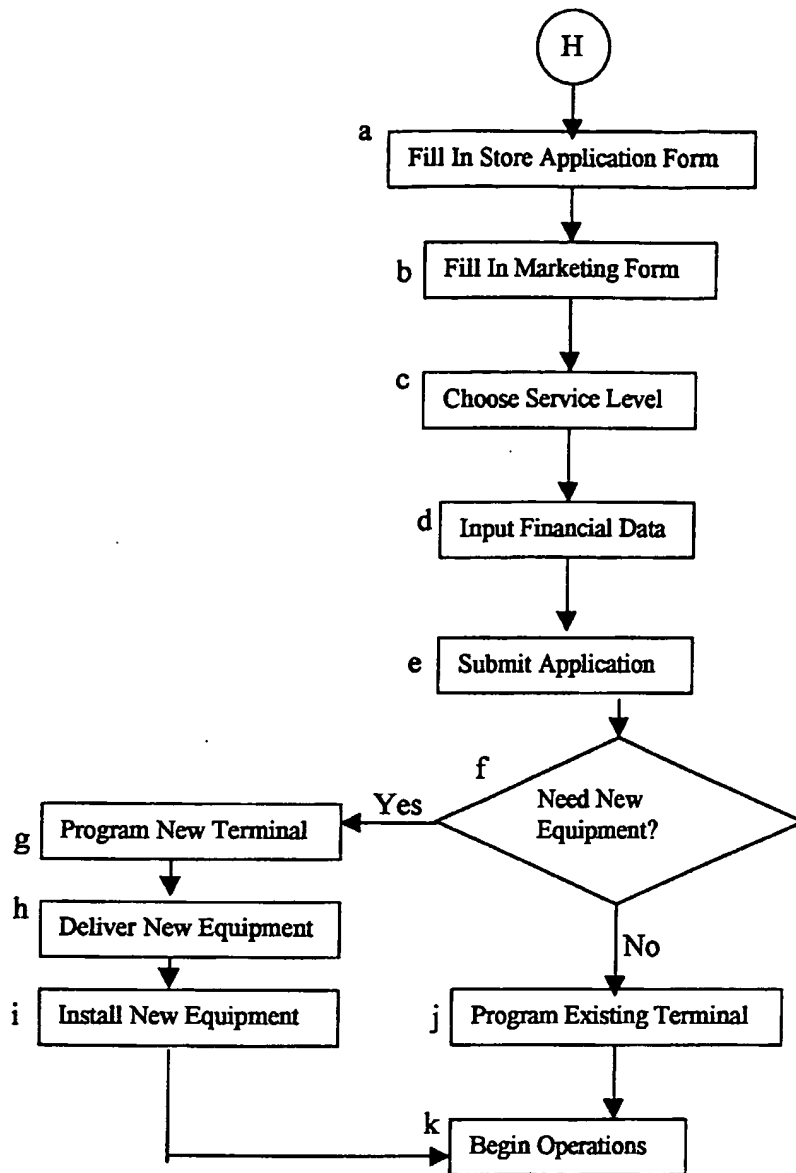 H
a
Fill In Store Application Form
b
Fill In Marketing Form
c
Choose Service Level
d
Input Financial Data
e
Submit Application
f
Need New
Equipment?
Yes
g
Program New Terminal
h
Deliver New Equipment
i
Install New Equipment
No
j
Program Existing Terminal
k
Begin Operations